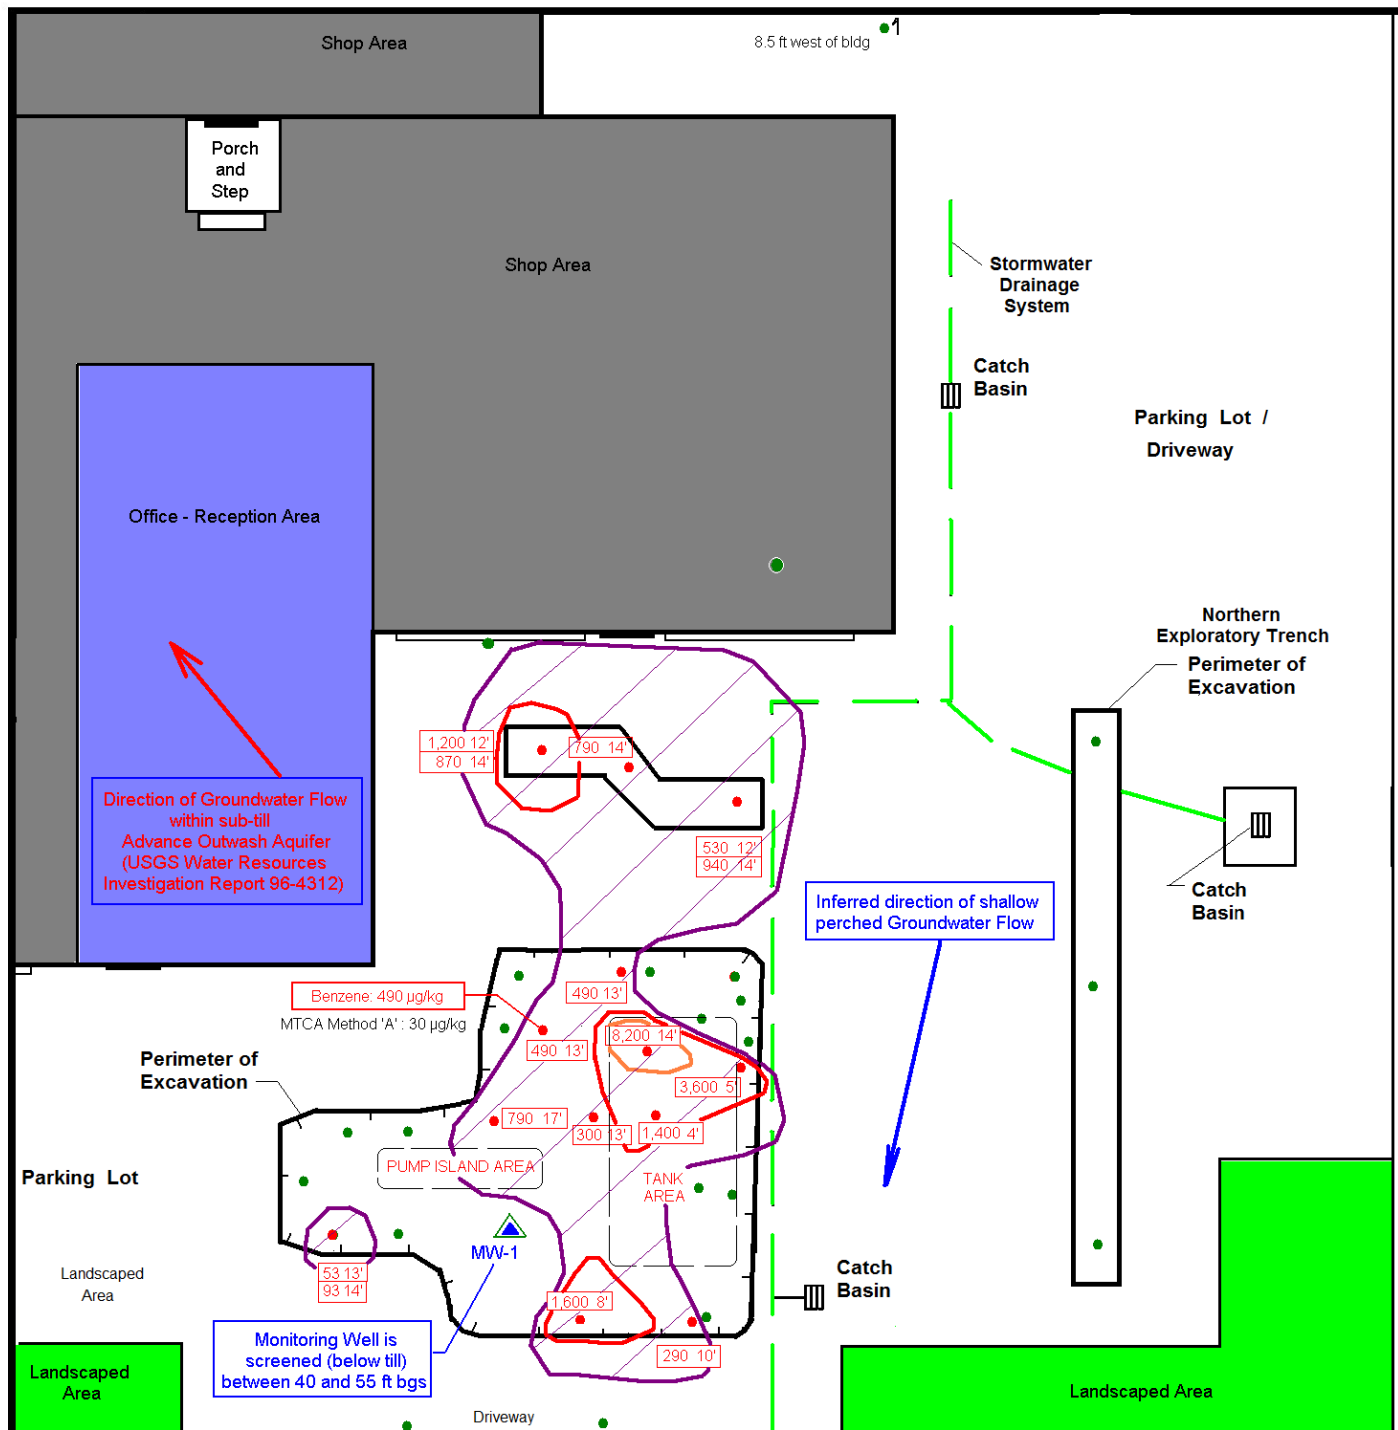 Shop Area
8.5 ft west of bldg
1
Porch
and
Step
Shop Area
Stormwater
Drainage
System
Catch
Basin
Parking Lot /
Driveway
Office - Reception Area
Northern
Exploratory Trench
Perimeter of
Excavation
1,200 12'
870 14'
790 14'
Direction of Groundwater Flow
within sub-till
Advance Outwash Aquifer
(USGS Water Resources
Investigation Report 96-4312)
530 12'
940 14'
Catch
Basin
Inferred direction of shallow
perched Groundwater Flow
Benzene: 490 µg/kg
MTCA Method 'A' : 30 µg/kg
490 13'
490 13'
8,200 14'
Perimeter of
Excavation
3,600 5'
790 17'
300 13'
1,400 4'
PUMP ISLAND AREA
TANK
AREA
Parking Lot
MW-1
53 13'
93 14'
Landscaped
Area
Catch
Basin
1,600 8'
290 10'
Monitoring Well is
screened (below till)
between 40 and 55 ft bgs
Landscaped
Area
Landscaped Area
Driveway